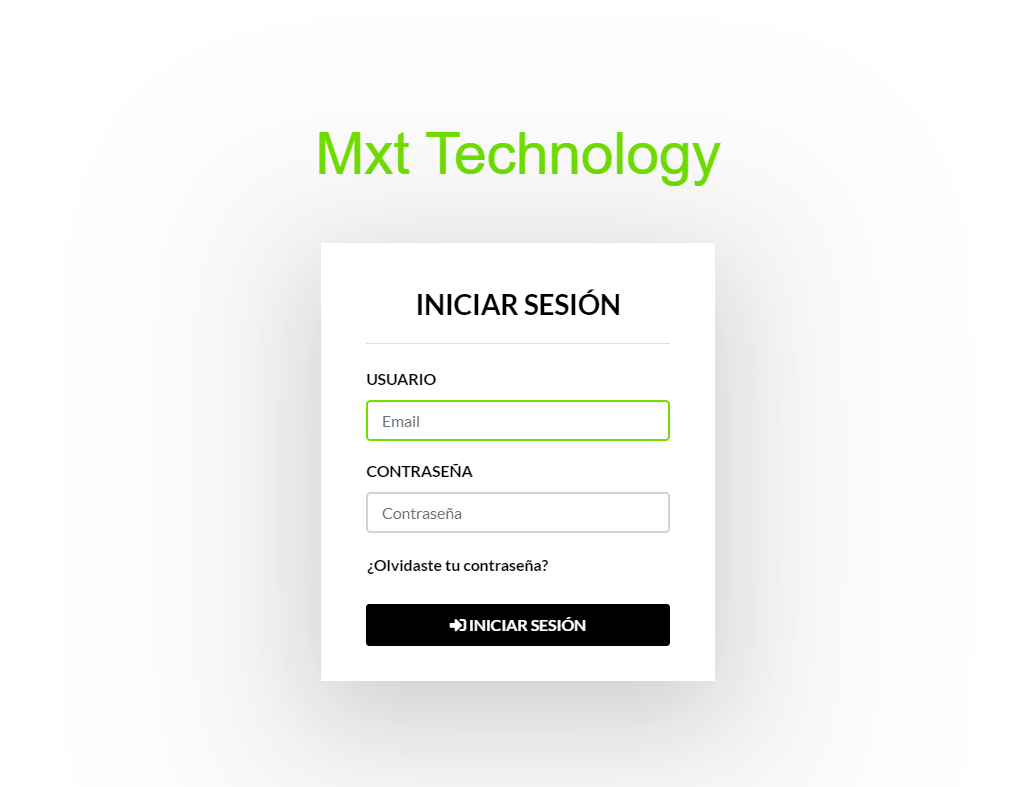 Mxt Technology
INICIAR SESIÓN
USUARIO
Email
CONTRASEÑA
Contraseña
¿Olvidaste tu contraseña?
INICIAR SESIÓN